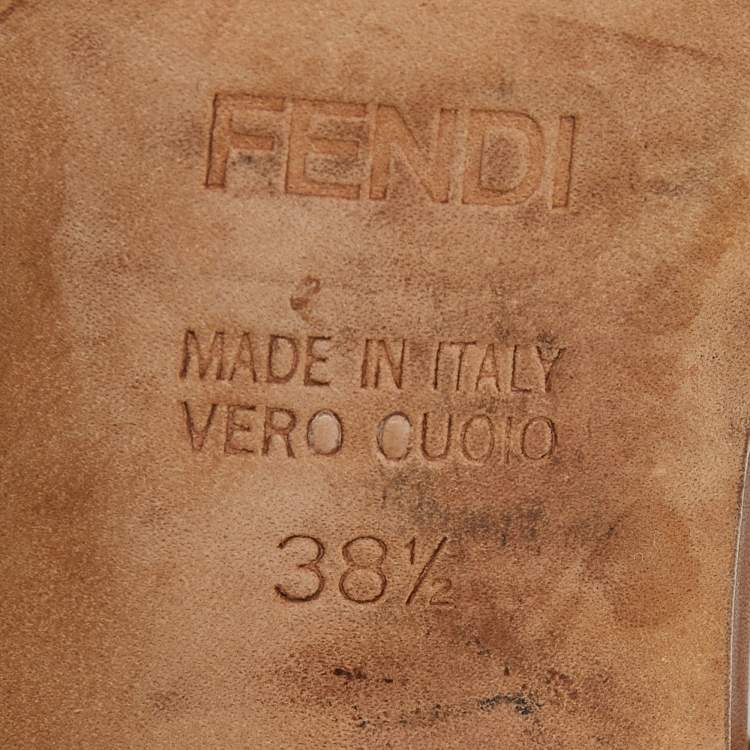 FENDI
MADE IN ITALY
VERO CUOIO
38½